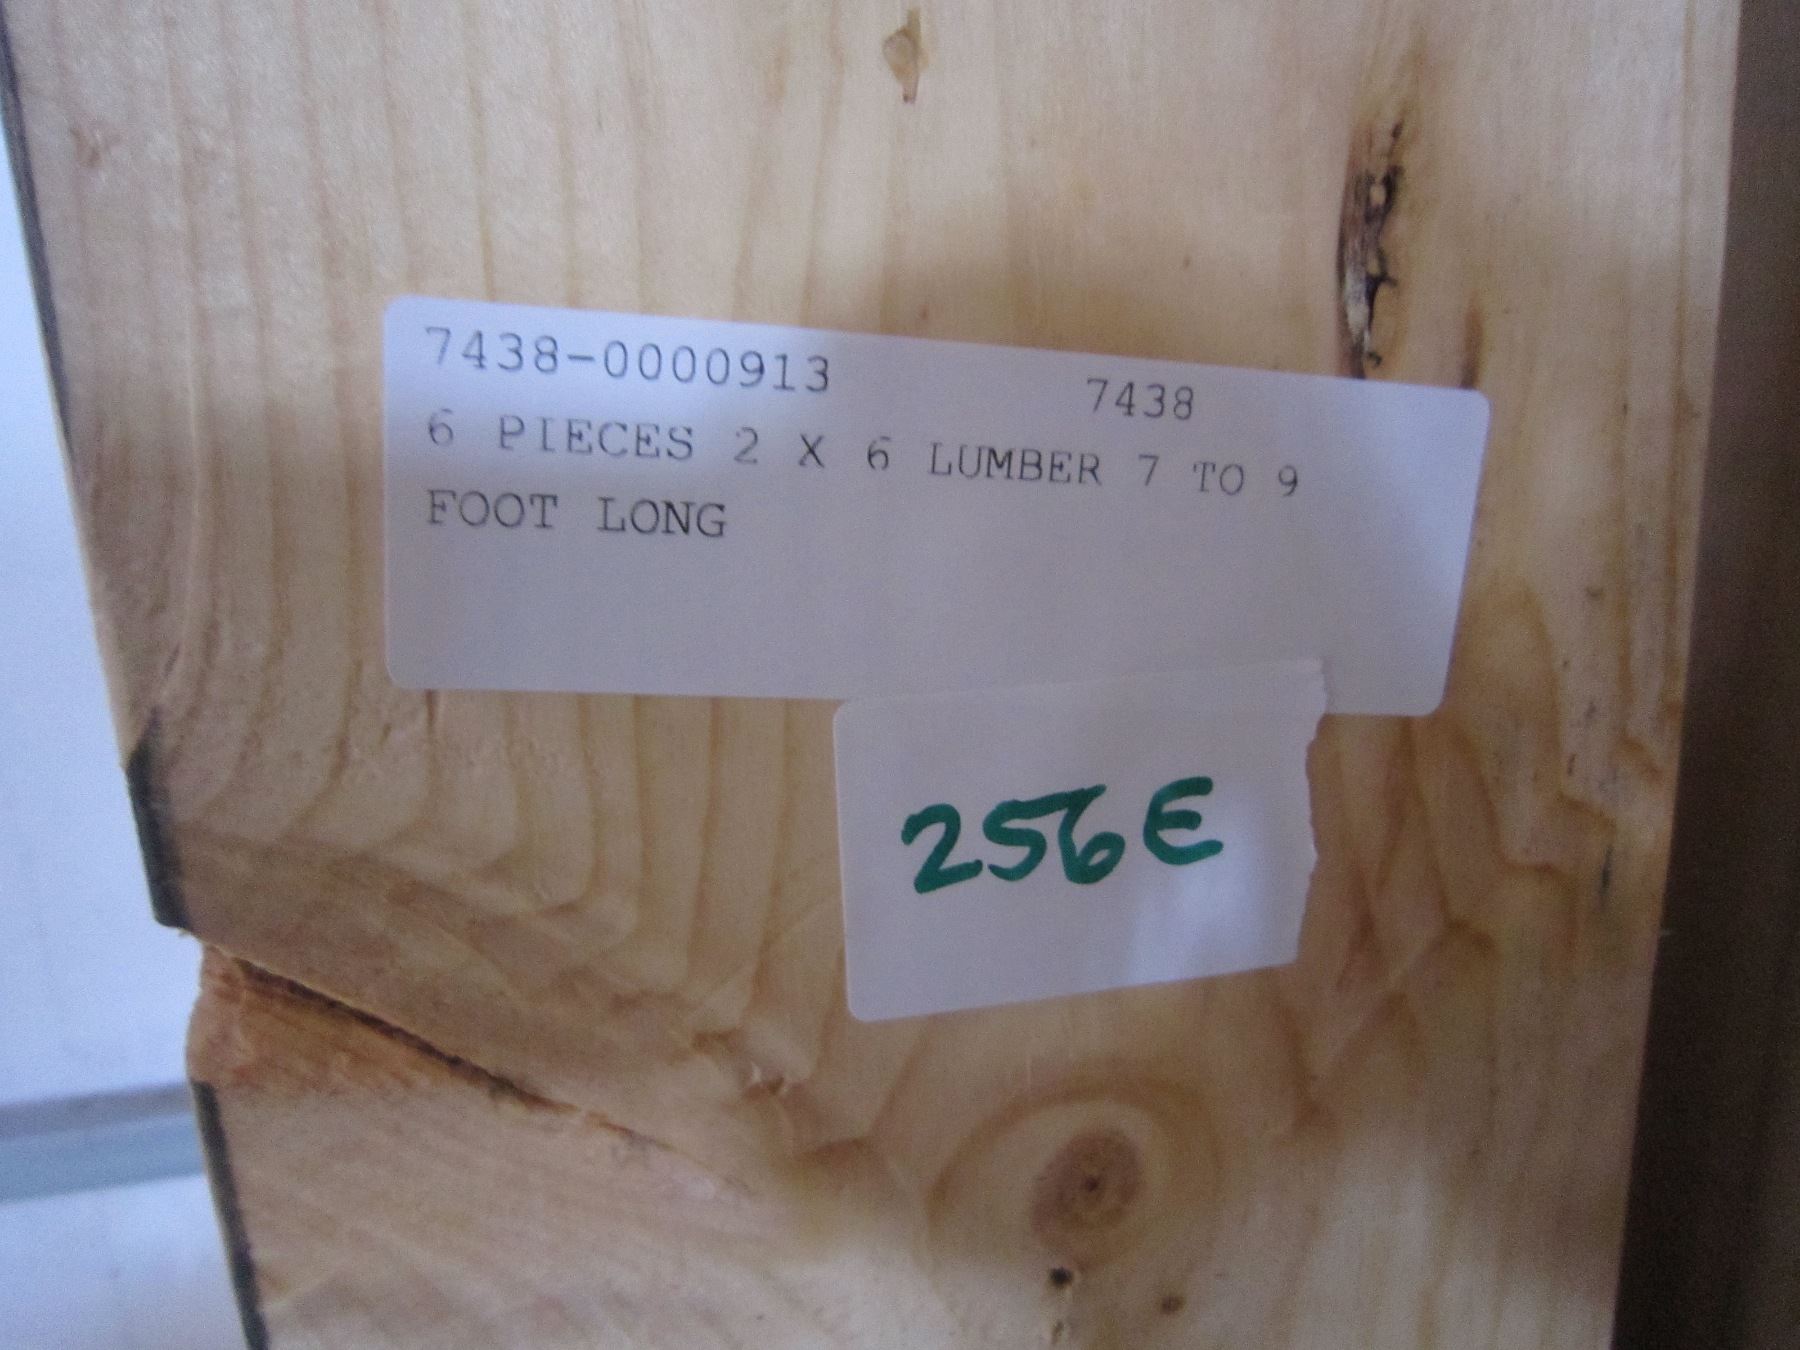 7438-0000913 7438
6 PIECES 2 X 6 LUMBER 7 TO 9
FOOT LONG
256E